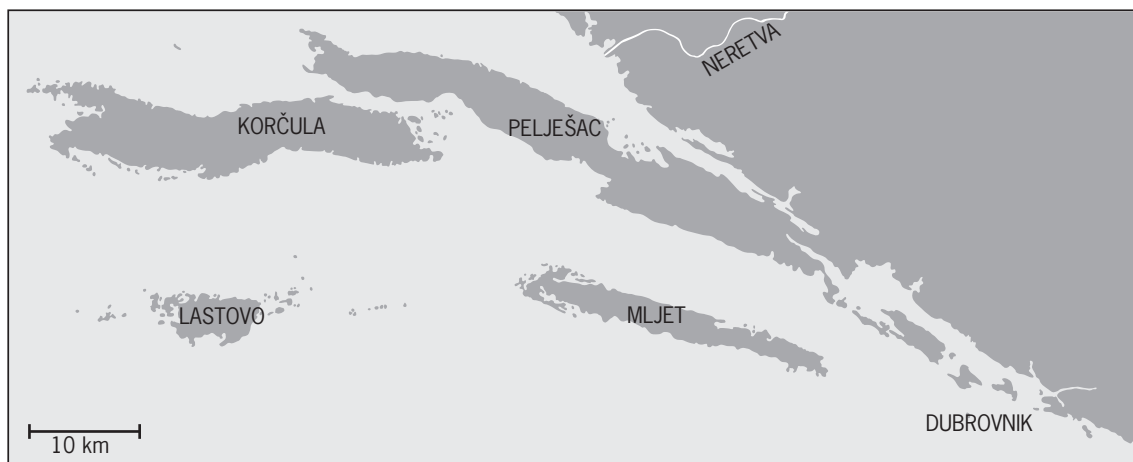 NERETVA
KORČULA
PELJEŠAC
LASTOVO
MLJET
DUBROVNIK
10 km